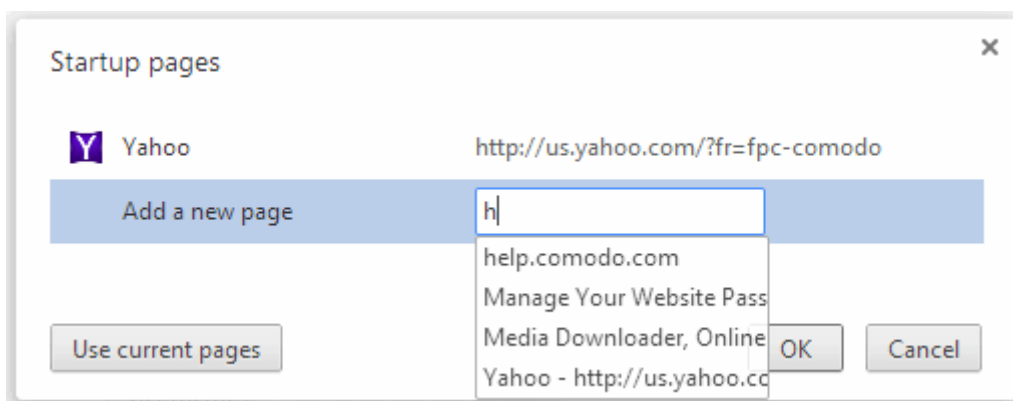 Startup pages
Yahoo http://us.yahoo.com/?fr=fpc-comodo
Add a new page h
help.comodo.com
Manage Your Website Pass
Media Downloader, Online
Yahoo - http://us.yahoo.co
Use current pages OK Cancel